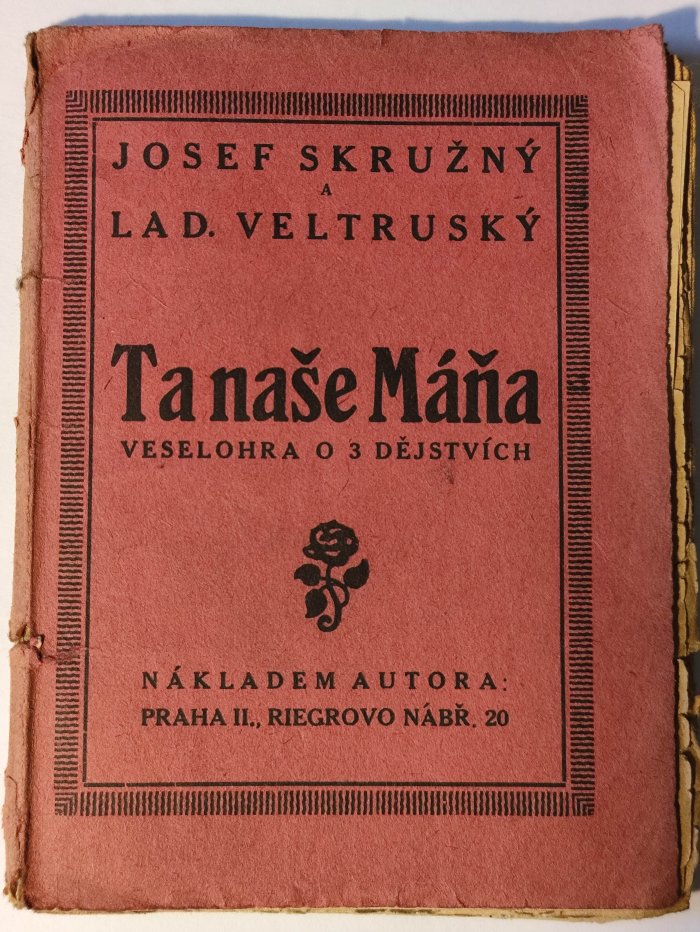 JOSEF SKRUŽNÝ
A
LAD. VELTRUSKÝ
Ta naše Máňa
VESELOHRA O 3 DĚJSTVÍCH
NÁKLADEM AUTORA:
PRAHA II., RIEGROVO NÁBŘ. 20